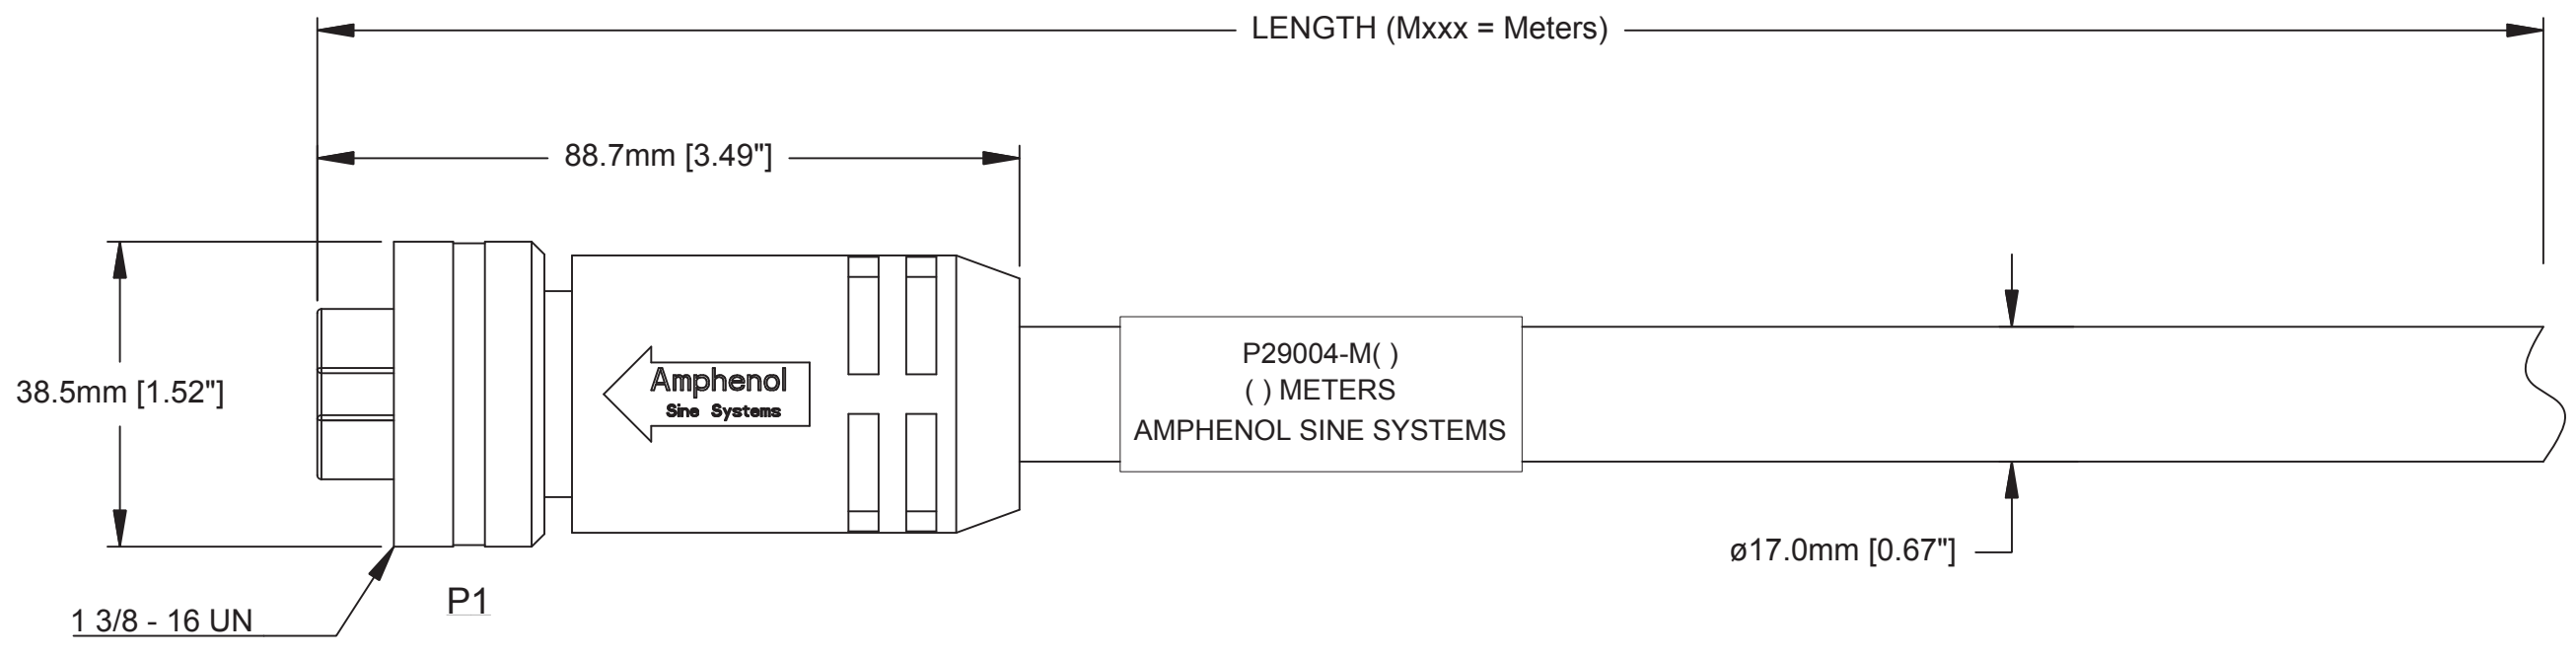 LENGTH (Mxxx = Meters)
88.7mm [3.49"]
38.5mm [1.52"]
Amphenol
Sine Systems
P29004-M( )
( ) METERS
AMPHENOL SINE SYSTEMS
ø17.0mm [0.67"]
P1
1 3/8 - 16 UN